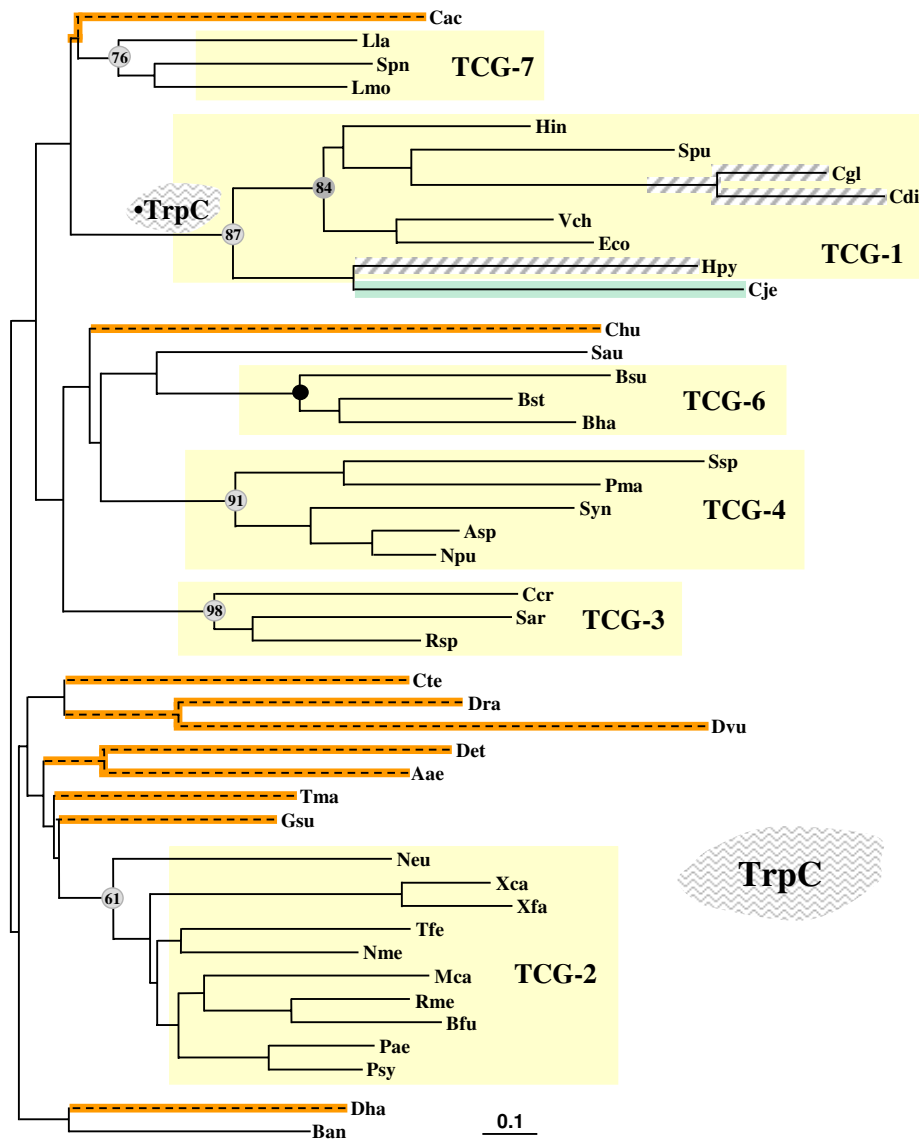 Cac
Lla
76
Spn
TCG-7
Lmo
Hin
Spu
Cgl
84
Cdi
•TrpC
Vch
87
Eco
TCG-1
Hpy
Cje
Chu
Sau
Bsu
Bst
TCG-6
Bha
Ssp
Pma
91
Syn
TCG-4
Asp
Npu
Ccr
98
Sar
TCG-3
Rsp
Cte
Dra
Dvu
Det
Aae
Tma
Gsu
Neu
TrpC
Xca
61
Xfa
Tfe
Nme
TCG-2
Mca
Rme
Bfu
Pae
Psy
Dha
0.1
Ban